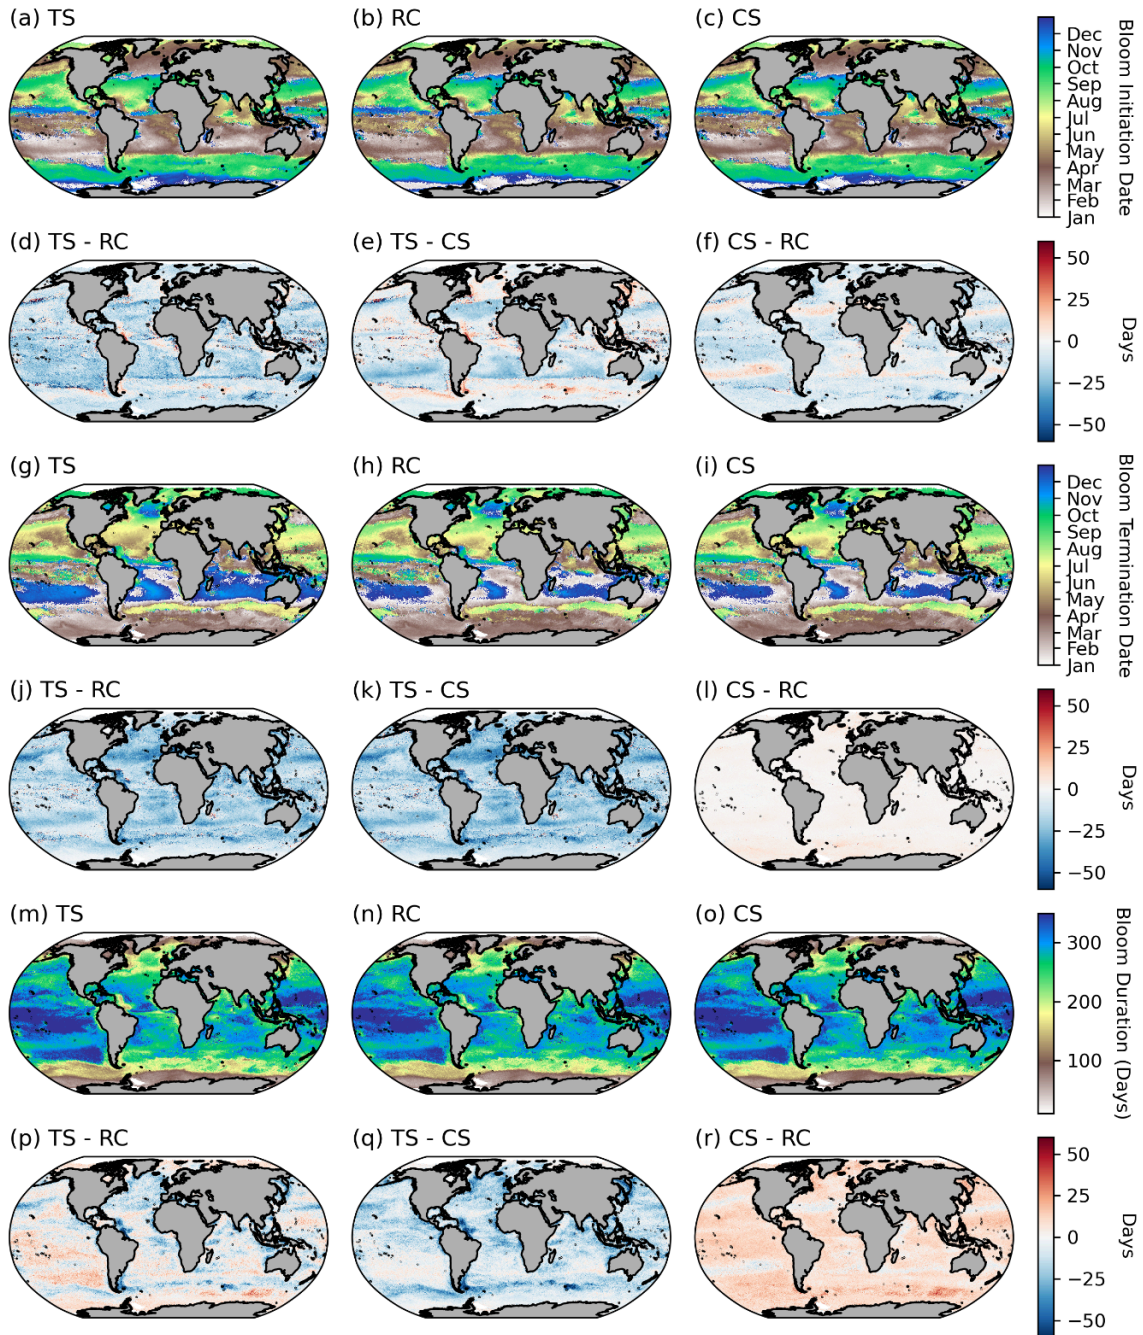 (a) TS
(b) RC
(c) CS
Dec
Nov
Oct
Sep
Aug
Jul
Jun
May
Apr
Mar
Feb
Jan
Bloom Initiation Date
(d) TS - RC
(e) TS - CS
(f) CS - RC
50
25
0
−25
−50
Days
(g) TS
(h) RC
(i) CS
Dec
Nov
Oct
Sep
Aug
Jul
Jun
May
Apr
Mar
Feb
Jan
Bloom Termination Date
(j) TS - RC
(k) TS - CS
(l) CS - RC
50
25
0
−25
−50
Days
(m) TS
(n) RC
(o) CS
300
200
100
Bloom Duration (Days)
(p) TS - RC
(q) TS - CS
(r) CS - RC
50
25
0
−25
−50
Days